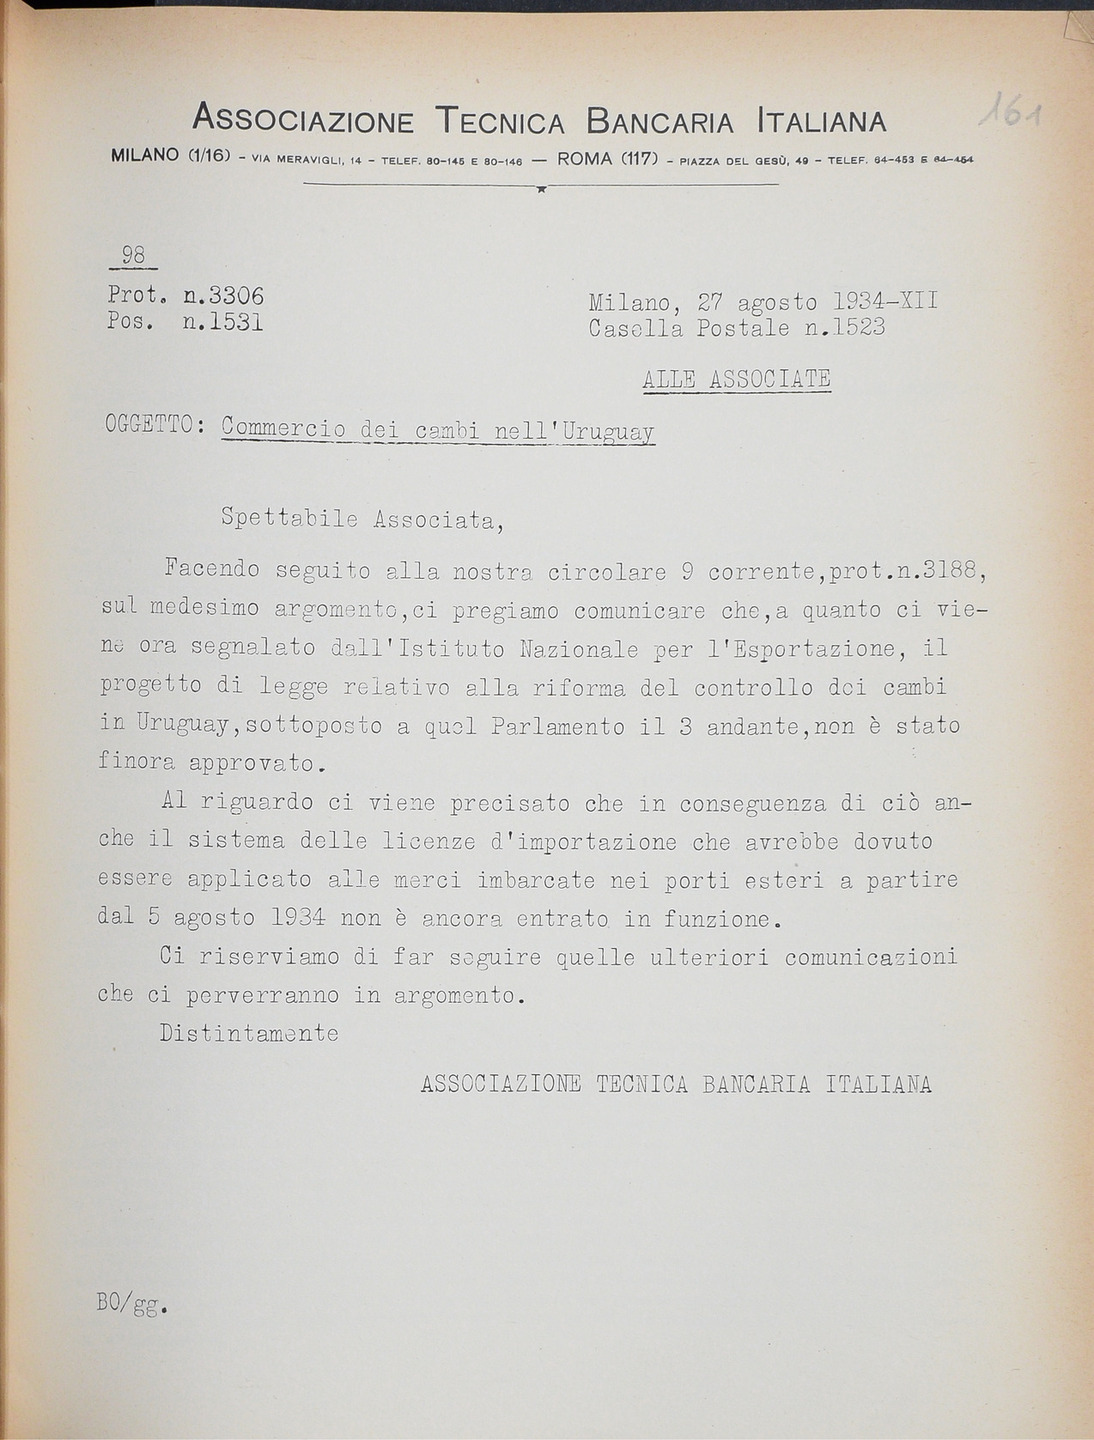 ASSOCIAZIONE TECNICA BANCARIA ITALIANA
161
MILANO (1/16) - VIA MERAVIGLI, 14 - TELEF. 80-145 E 80-146 — ROMA (117) - PIAZZA DEL GESÙ, 49 - TELEF. 64-453 E 64-454
98
Prot. n.3306
Pos. n.1531
Milano, 27 agosto 1934-XII
Casella Postale n.1523
ALLE ASSOCIATE
OGGETTO: Commercio dei cambi nell'Uruguay
Spettabile Associata,
Facendo seguito alla nostra circolare 9 corrente,prot.n.3188,
sul medesimo argomento,ci pregiamo comunicare che,a quanto ci vie-
ne ora segnalato dall'Istituto Nazionale per l'Esportazione, il
progetto di legge relativo alla riforma del controllo dei cambi
in Uruguay,sottoposto a quel Parlamento il 3 andante,non è stato
finora approvato.
Al riguardo ci viene precisato che in conseguenza di ciò an-
che il sistema delle licenze d'importazione che avrebbe dovuto
essere applicato alle merci imbarcate nei porti esteri a partire
dal 5 agosto 1934 non è ancora entrato in funzione.
Ci riserviamo di far seguire quelle ulteriori comunicazioni
che ci perverranno in argomento.
Distintamente
ASSOCIAZIONE TECNICA BANCARIA ITALIANA
BO/gg.